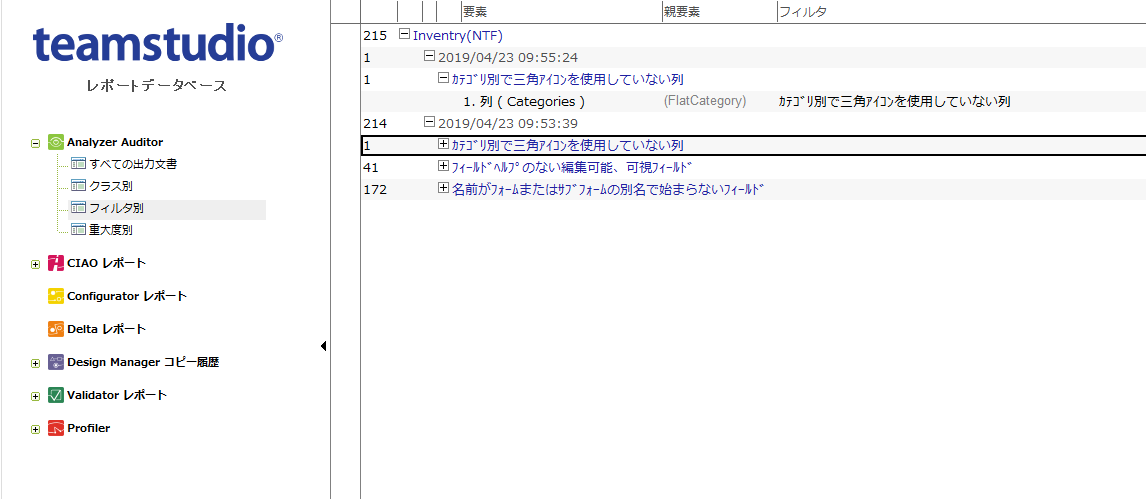 teamstudio®
レポートデータベース
Analyzer Auditor
すべての出力文書
クラス別
フィルタ別
重大度別
CIAO レポート
Configurator レポート
Delta レポート
Design Manager コピー履歴
Validator レポート
Profiler
要素 親要素 フィルタ
215 Inventry(NTF)
1 2019/04/23 09:55:24
1 ｶﾃｺﾞﾘ別で三角ｱｲｺﾝを使用していない列
1. 列 ( Categories ) (FlatCategory) ｶﾃｺﾞﾘ別で三角ｱｲｺﾝを使用していない列
214 2019/04/23 09:53:39
1 ｶﾃｺﾞﾘ別で三角ｱｲｺﾝを使用していない列
41 ﾌｨｰﾙﾄﾞﾍﾙﾌﾟのない編集可能、可視ﾌｨｰﾙﾄﾞ
172 名前がﾌｫｰﾑまたはｻﾌﾞﾌｫｰﾑの別名で始まらないﾌｨｰﾙﾄﾞ